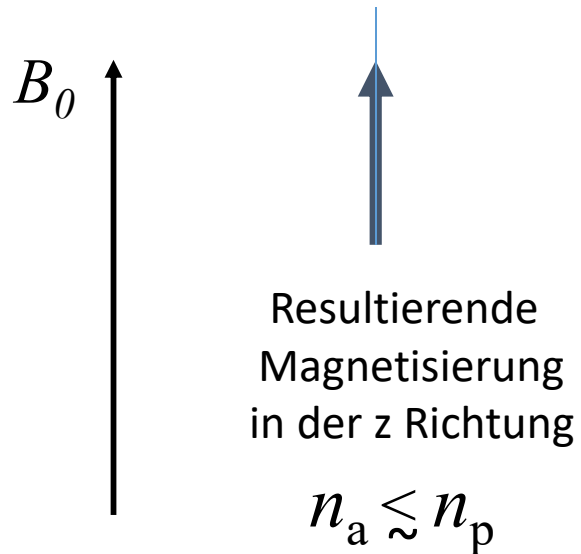 B₀
Resultierende
Magnetisierung
in der z Richtung
nₐ ≲ nₚ